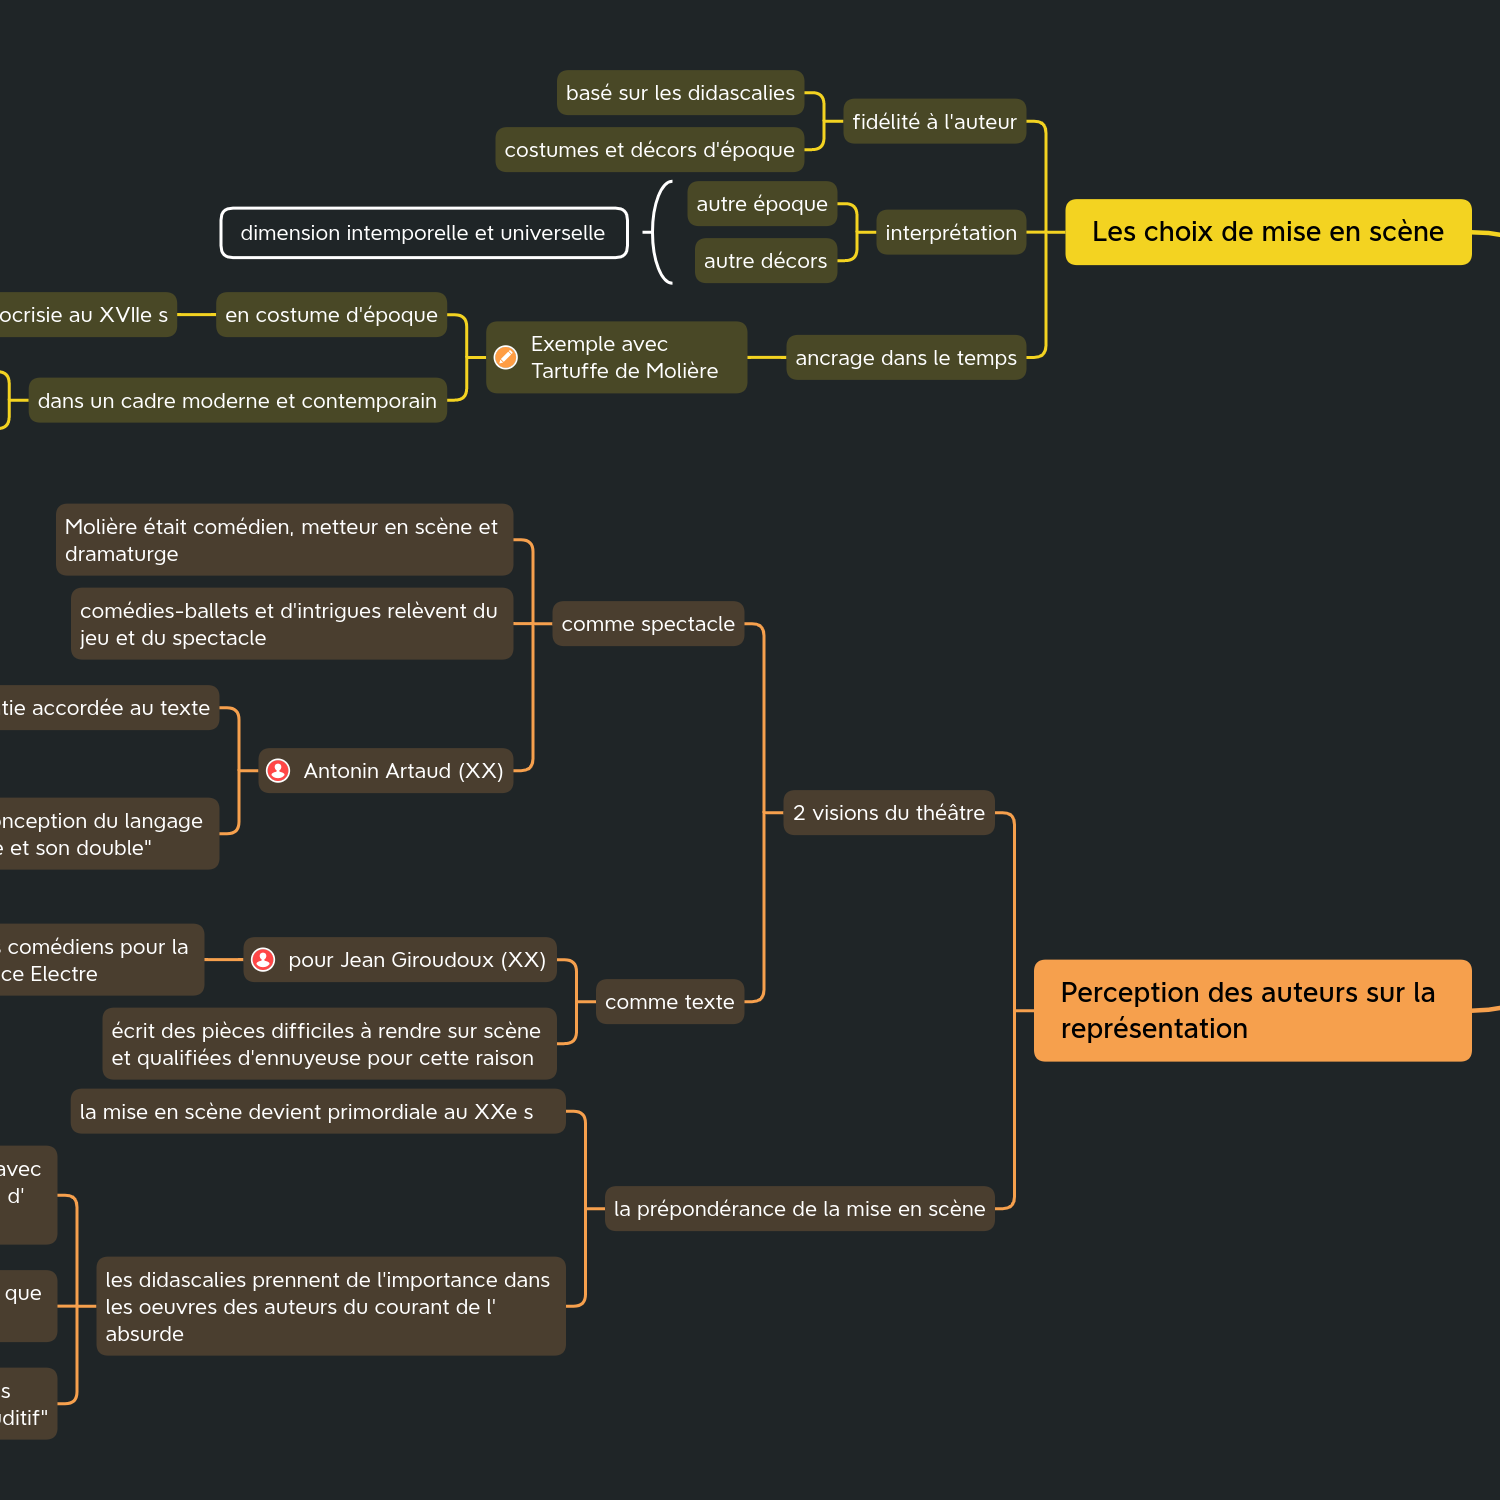 basé sur les didascalies
fidélité à l'auteur
costumes et décors d'époque
autre époque
dimension intemporelle et universelle
interprétation
Les choix de mise en scène
autre décors
au XVIIe s
en costume d'époque
Exemple avec
Tartuffe de Molière
ancrage dans le temps
dans un cadre moderne et contemporain
Molière était comédien, metteur en scène et
dramaturge
comédies-ballets et d'intrigues relèvent du
jeu et du spectacle
comme spectacle
accordée au texte
Antonin Artaud (XX)
2 visions du théâtre
du langage
et son double"
comédiens pour la
Electre
pour Jean Giroudoux (XX)
comme texte
écrit des pièces difficiles à rendre sur scène
et qualifiées d'ennuyeuse pour cette raison
Perception des auteurs sur la
représentation
la mise en scène devient primordiale au XXe s
avec
d'
la prépondérance de la mise en scène
que
les didascalies prennent de l'importance dans
les oeuvres des auteurs du courant de l'
absurde